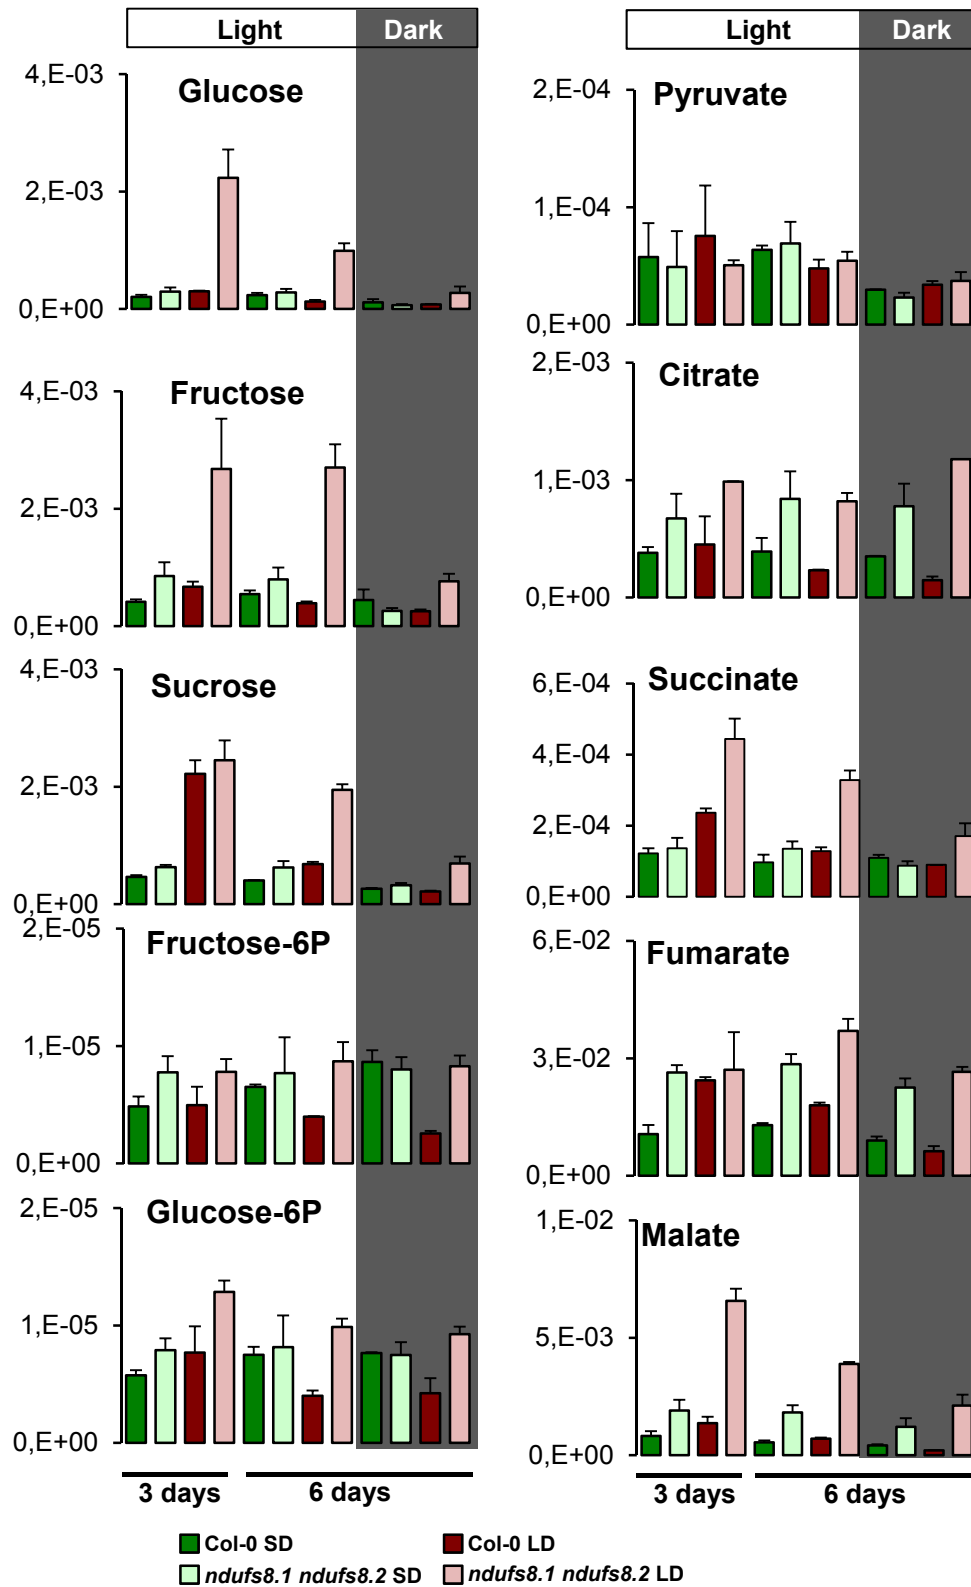 Light Dark
Glucose
4,E-03
2,E-03
0,E+00
Fructose
4,E-03
2,E-03
0,E+00
Sucrose
4,E-03
2,E-03
0,E+00
Fructose-6P
2,E-05
1,E-05
0,E+00
Glucose-6P
2,E-05
1,E-05
0,E+00
3 days 6 days
Light Dark
Pyruvate
2,E-04
1,E-04
0,E+00
Citrate
2,E-03
1,E-03
0,E+00
Succinate
6,E-04
4,E-04
2,E-04
0,E+00
Fumarate
6,E-02
3,E-02
0,E+00
Malate
1,E-02
5,E-03
0,E+00
3 days 6 days
Col-0 SD Col-0 LD
ndufs8.1 ndufs8.2 SD ndufs8.1 ndufs8.2 LD